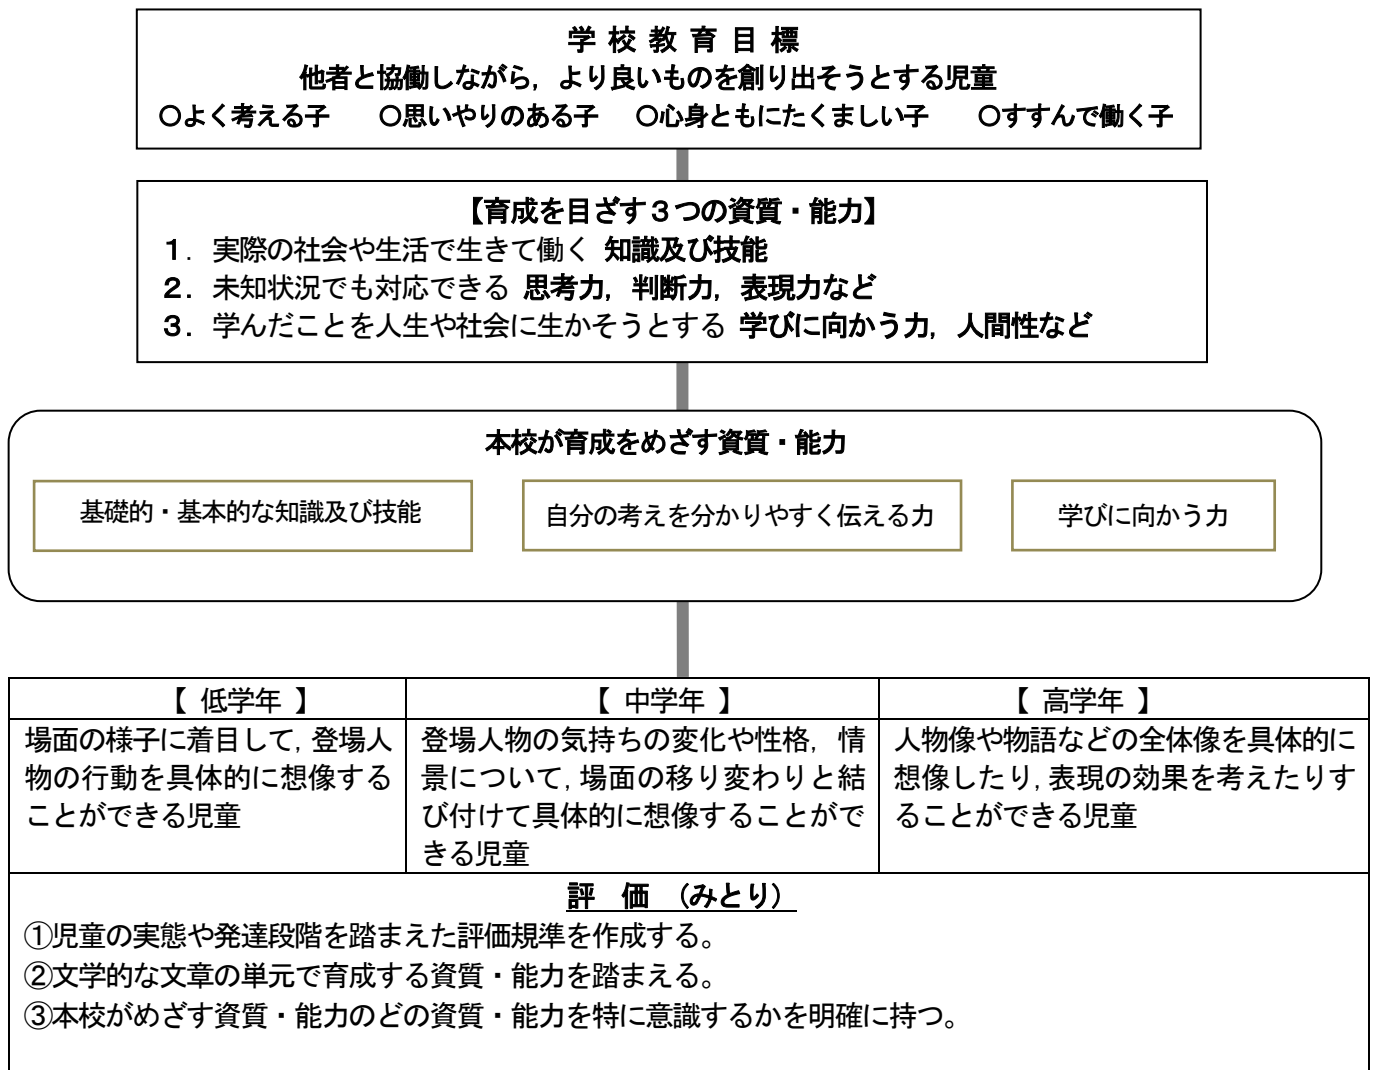 学 校 教 育 目 標
他者と協働しながら，より良いものを創り出そうとする児童
○よく考える子　　○思いやりのある子　○心身ともにたくましい子　　○すすんで働く子
【育成を目ざす３つの資質・能力】
１．実際の社会や生活で生きて働く 知識及び技能
２．未知状況でも対応できる 思考力，判断力，表現力など
３．学んだことを人生や社会に生かそうとする 学びに向かう力，人間性など
本校が育成をめざす資質・能力
基礎的・基本的な知識及び技能
自分の考えを分かりやすく伝える力
学びに向かう力
【 低学年 】
場面の様子に着目して，登場人
物の行動を具体的に想像する
ことができる児童
【 中学年 】
登場人物の気持ちの変化や性格，情
景について，場面の移り変わりと結
び付けて具体的に想像することがで
きる児童
【 高学年 】
人物像や物語などの全体像を具体的に
想像したり，表現の効果を考えたりす
ることができる児童
評　価　（みとり）
①児童の実態や発達段階を踏まえた評価規準を作成する。
②文学的な文章の単元で育成する資質・能力を踏まえる。
③本校がめざす資質・能力のどの資質・能力を特に意識するかを明確に持つ。